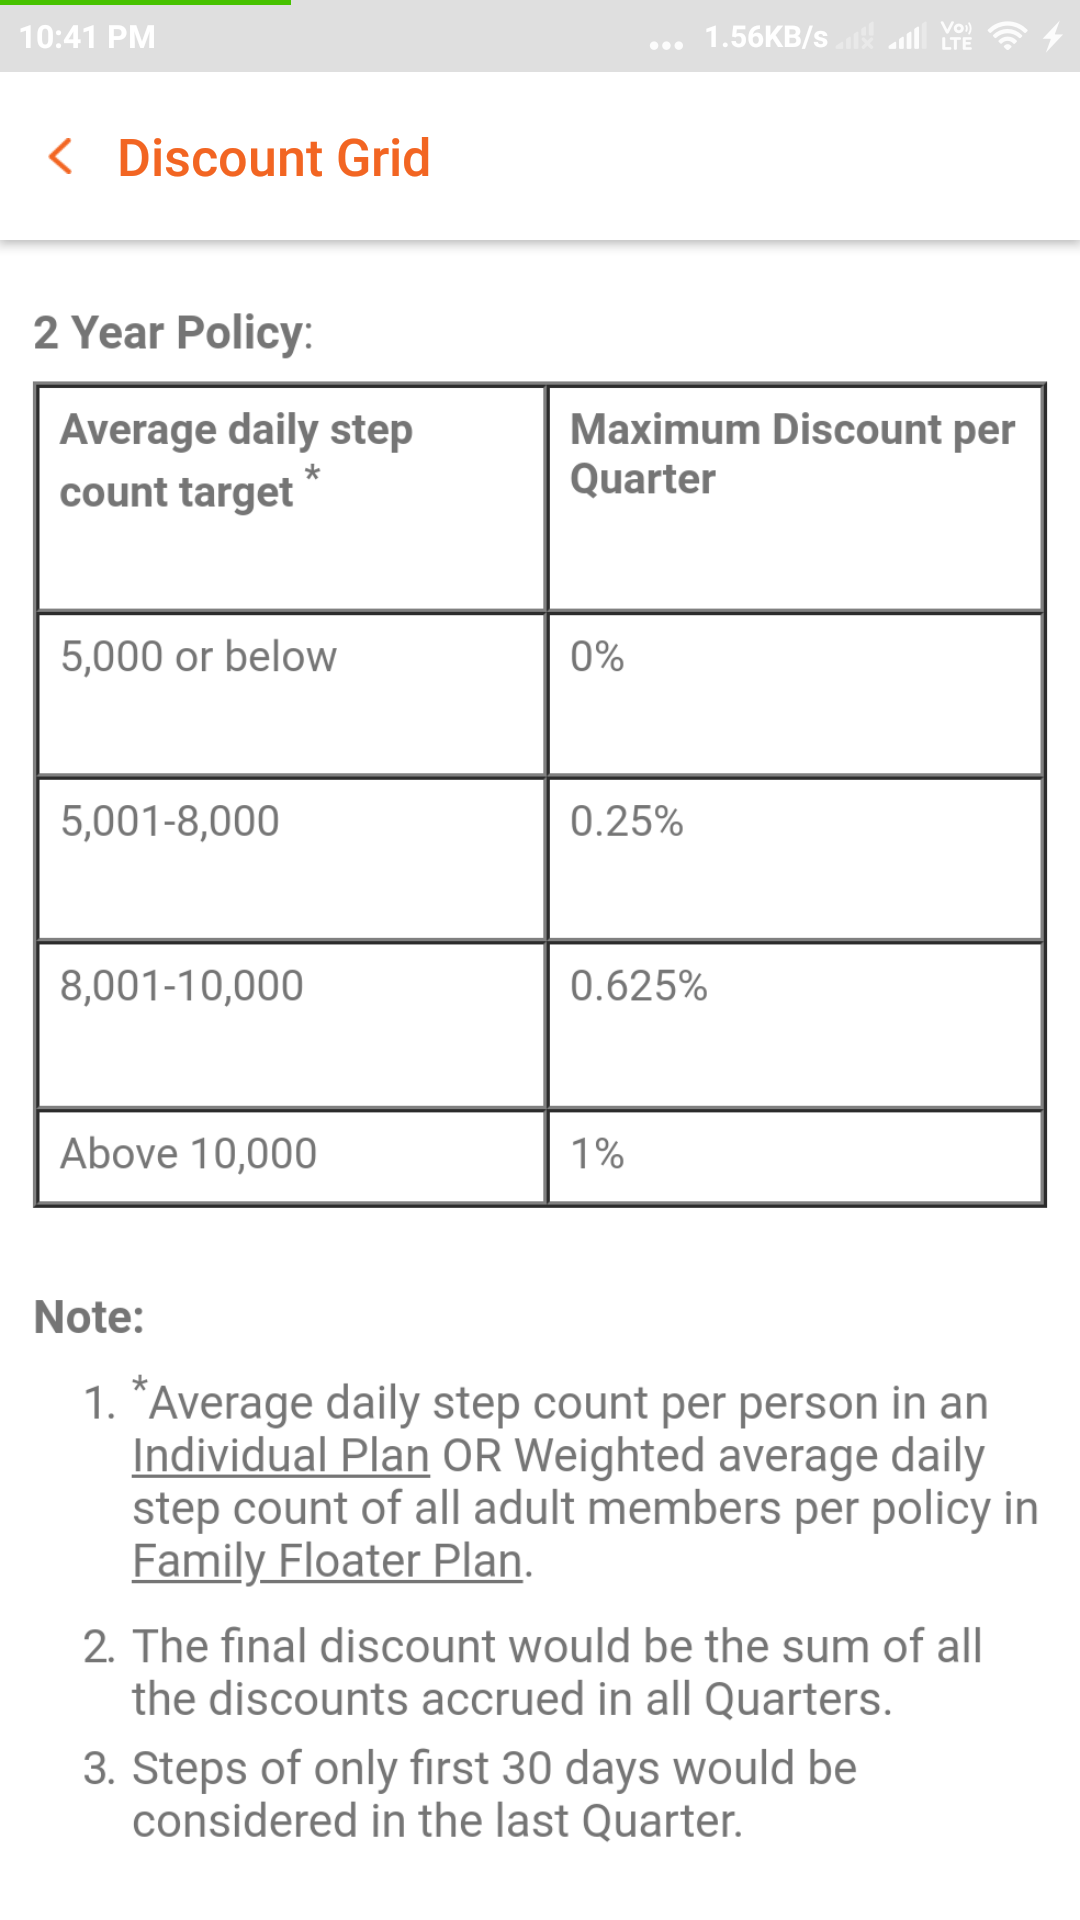 10:41 PM ... 1.56KB/s Vo)) LTE
Discount Grid
2 Year Policy:
Average daily step
count target *
Maximum Discount per
Quarter
5,000 or below
0%
5,001-8,000
0.25%
8,001-10,000
0.625%
Above 10,000
1%
Note:
1. *Average daily step count per person in an
Individual Plan OR Weighted average daily
step count of all adult members per policy in
Family Floater Plan.
2. The final discount would be the sum of all
the discounts accrued in all Quarters.
3. Steps of only first 30 days would be
considered in the last Quarter.